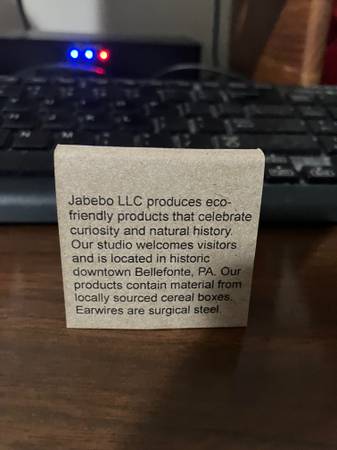 Jabebo LLC produces eco-
friendly products that celebrate
curiosity and natural history.
Our studio welcomes visitors
and is located in historic
downtown Bellefonte, PA. Our
products contain material from
locally sourced cereal boxes.
Earwires are surgical steel.